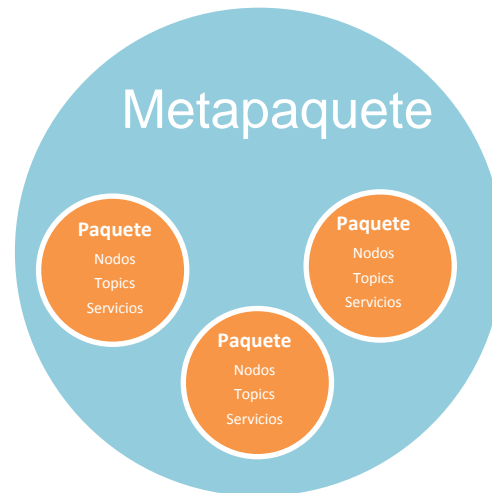 Metapaquete
Paquete
Nodos
Topics
Servicios
Paquete
Nodos
Topics
Servicios
Paquete
Nodos
Topics
Servicios